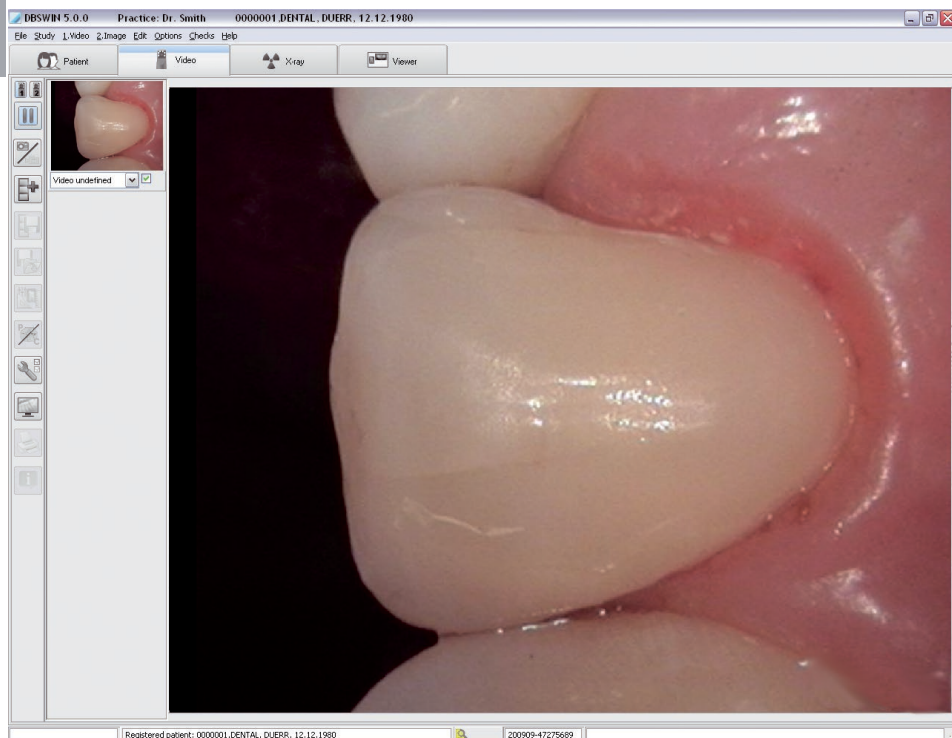 DBSWIN 5.0.0 Practice: Dr. Smith 0000001 ,DENTAL, DUERR, 12.12.1980
File Study 1.Video 2.Image Edit Options Checks Help
Patient Video X-ray Viewer
1 2
Video undefined
Registered patient: 0000001,DENTAL, DUERR, 12.12.1980 200909-47275689